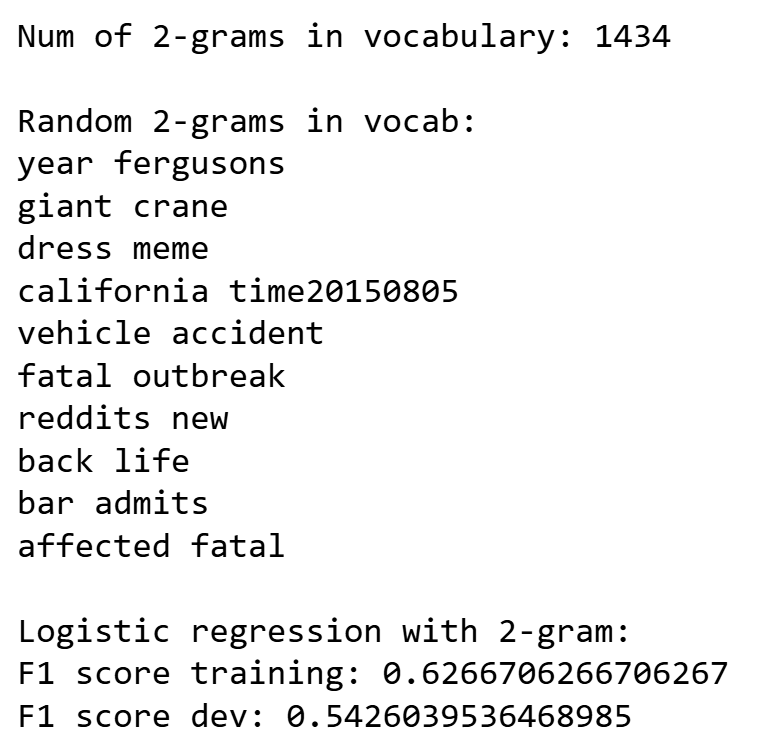 Num of 2-grams in vocabulary: 1434
Random 2-grams in vocab:
year fergusons
giant crane
dress meme
california time20150805
vehicle accident
fatal outbreak
reddits new
back life
bar admits
affected fatal
Logistic regression with 2-gram:
F1 score training: 0.6266706266706267
F1 score dev: 0.5426039536468985